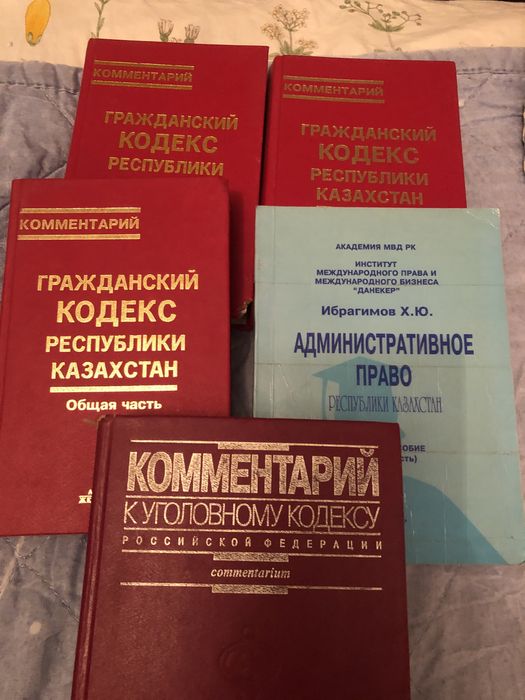 КОММЕНТАРИЙ
ГРАЖДАНСКИЙ
КОДЕКС
РЕСПУБЛИКИ
КОММЕНТАРИЙ
ГРАЖДАНСКИЙ
КОДЕКС
РЕСПУБЛИКИ
КАЗАХСТАН
КОММЕНТАРИЙ
ГРАЖДАНСКИЙ
КОДЕКС
РЕСПУБЛИКИ
КАЗАХСТАН
Общая часть
АКАДЕМИЯ МВД РК
ИНСТИТУТ
МЕЖДУНАРОДНОГО ПРАВА И
МЕЖДУНАРОДНОГО БИЗНЕСА
"ДАНЕКЕР"
Ибрагимов Х.Ю.
АДМИНИСТРАТИВНОЕ
ПРАВО
РЕСПУБЛИКИ КАЗАХСТАН
КОММЕНТАРИЙ
К УГОЛОВНОМУ КОДЕКСУ
РОССИЙСКОЙ ФЕДЕРАЦИИ
commentarium